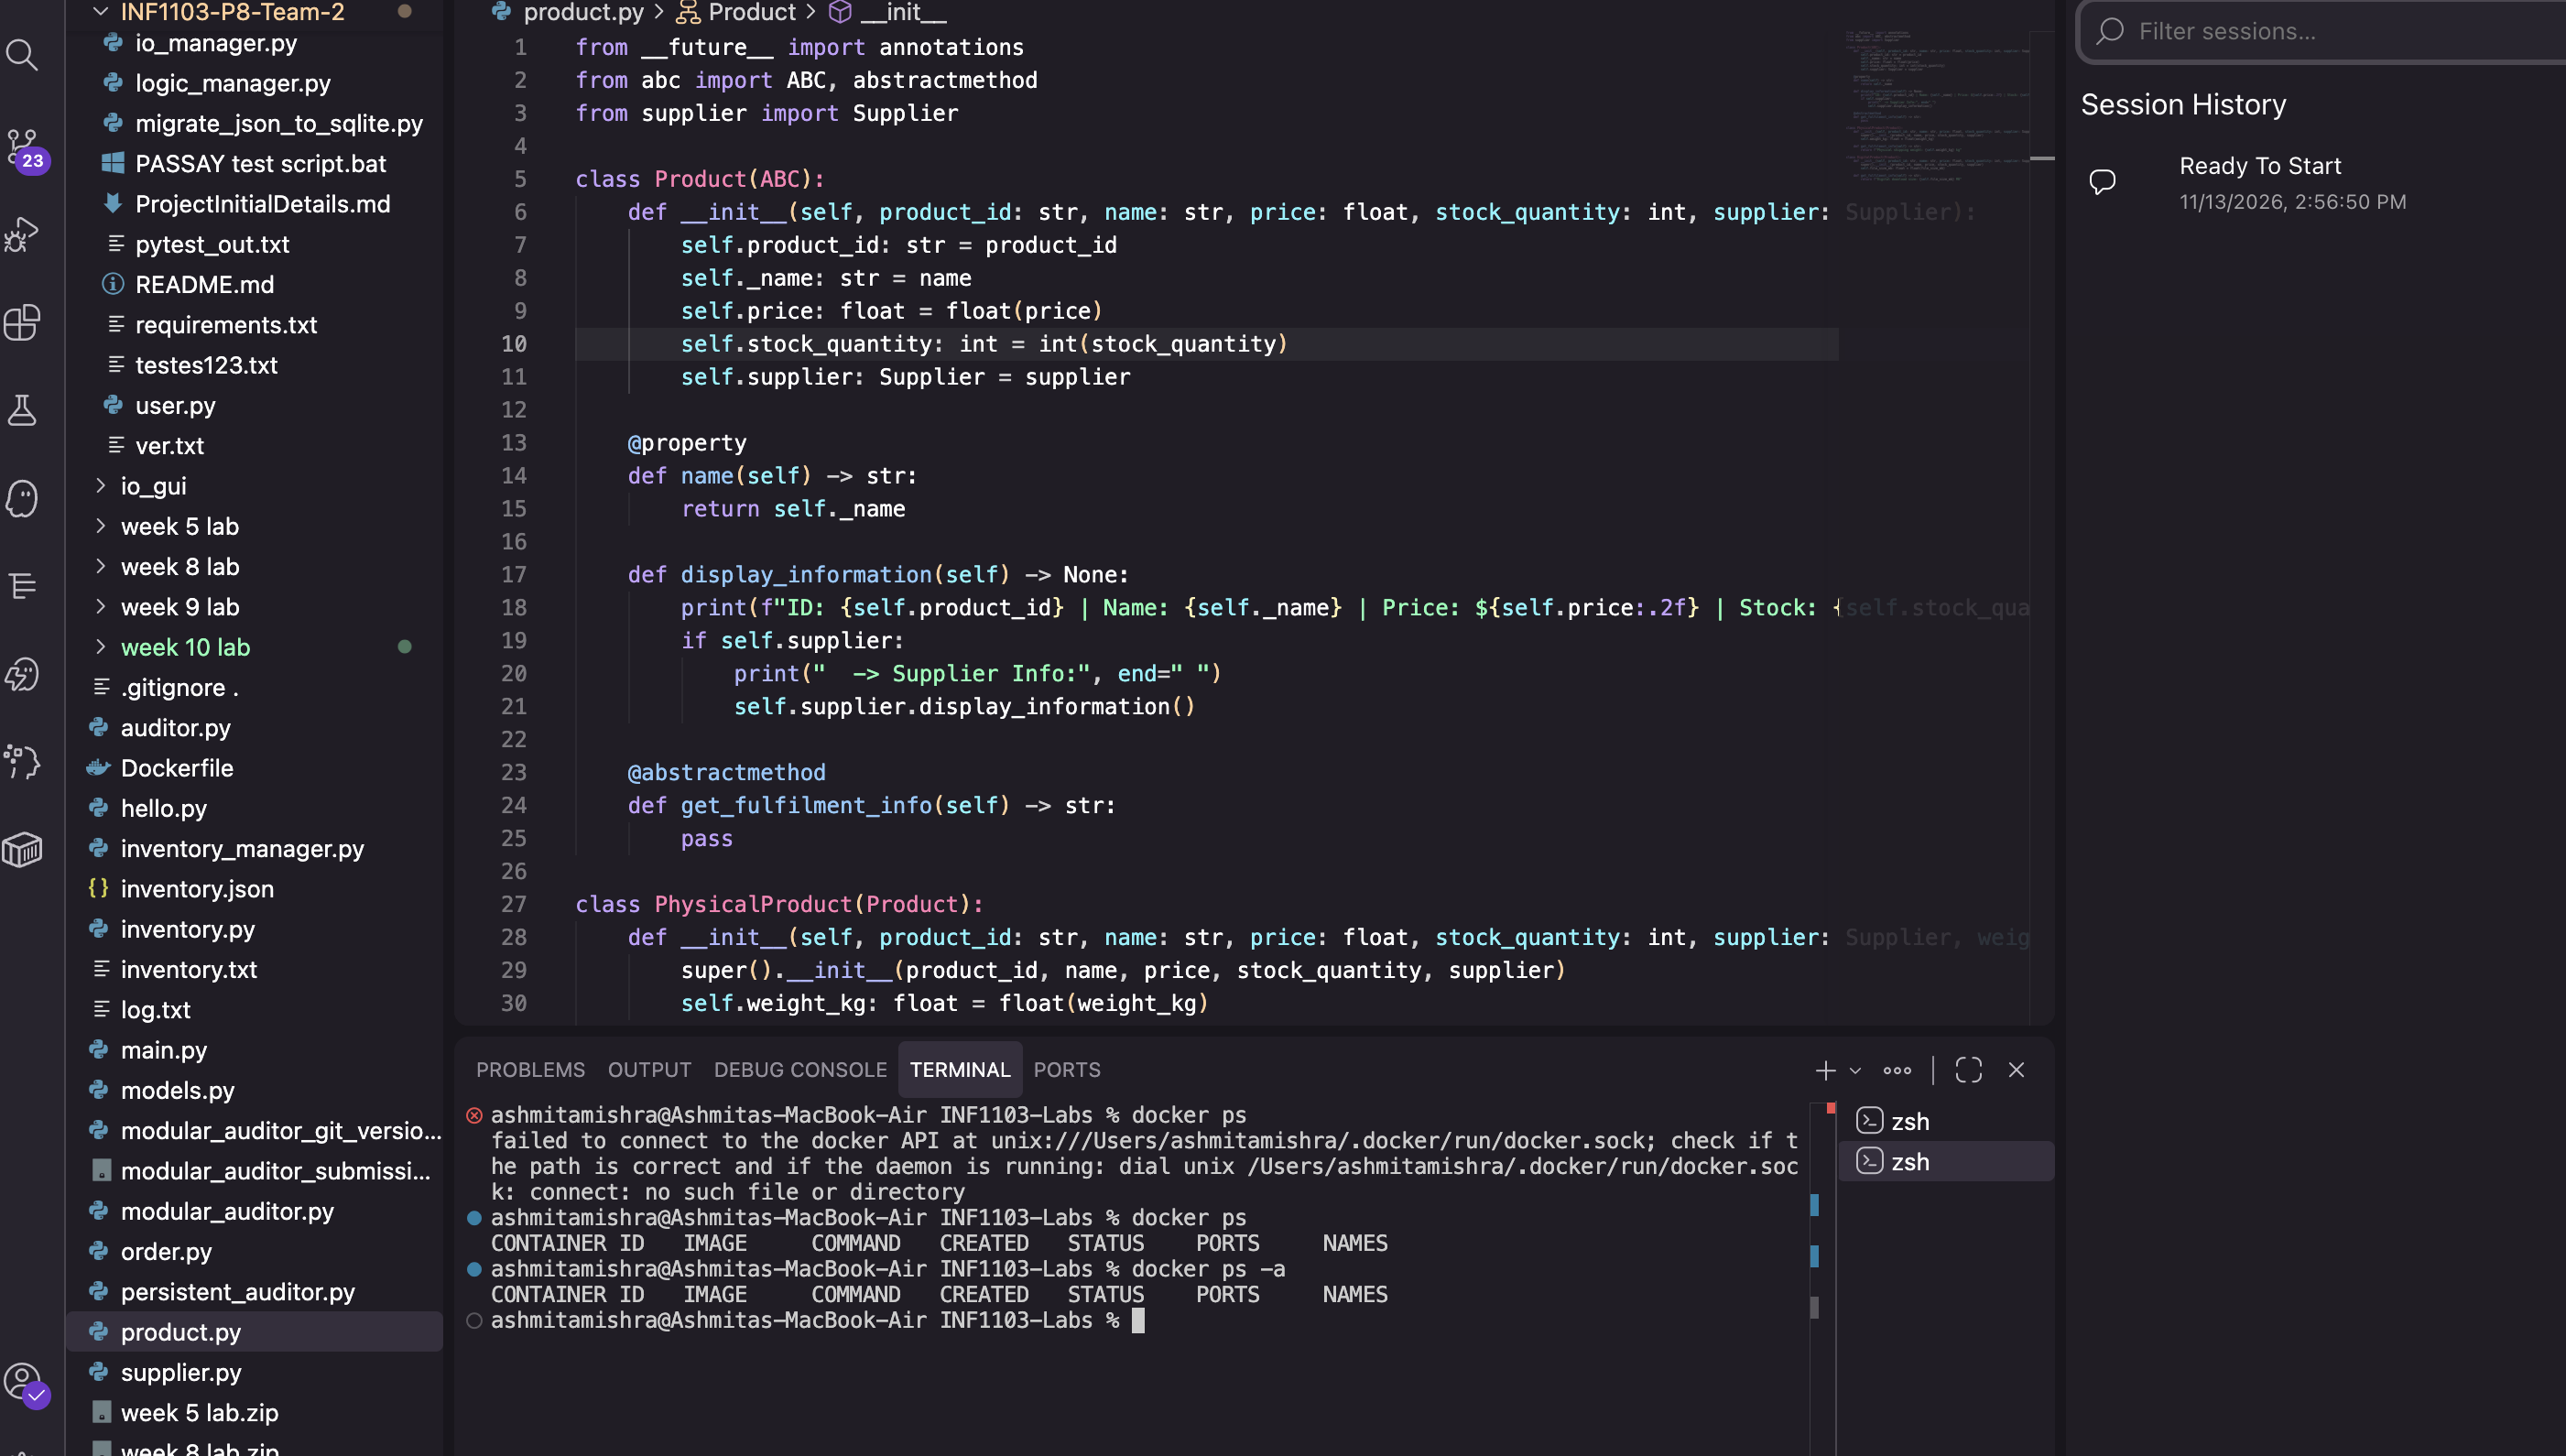 INF1103-P8-Team-2
io_manager.py
logic_manager.py
migrate_json_to_sqlite.py
23
PASSAY test script.bat
ProjectInitialDetails.md
pytest_out.txt
README.md
requirements.txt
testes123.txt
user.py
ver.txt
io_gui
week 5 lab
week 8 lab
week 9 lab
week 10 lab
.gitignore .
auditor.py
Dockerfile
hello.py
inventory_manager.py
inventory.json
inventory.py
inventory.txt
log.txt
main.py
models.py
modular_auditor_git_versio...
modular_auditor_submissi...
modular_auditor.py
order.py
persistent_auditor.py
product.py
supplier.py
week 5 lab.zip
week 8 lab.zip
product.py > Product > __init__
1 from __future__ import annotations
2 from abc import ABC, abstractmethod
3 from supplier import Supplier
4
5 class Product(ABC):
6 def __init__(self, product_id: str, name: str, price: float, stock_quantity: int, supplier: Supplier):
7 self.product_id: str = product_id
8 self._name: str = name
9 self.price: float = float(price)
10 self.stock_quantity: int = int(stock_quantity)
11 self.supplier: Supplier = supplier
12
13 @property
14 def name(self) -> str:
15 return self._name
16
17 def display_information(self) -> None:
18 print(f"ID: {self.product_id} | Name: {self._name} | Price: ${self.price:.2f} | Stock: {self.stock_qua
19 if self.supplier:
20 print("  -> Supplier Info:", end=" ")
21 self.supplier.display_information()
22
23 @abstractmethod
24 def get_fulfilment_info(self) -> str:
25 pass
26
27 class PhysicalProduct(Product):
28 def __init__(self, product_id: str, name: str, price: float, stock_quantity: int, supplier: Supplier, weig
29 super().__init__(product_id, name, price, stock_quantity, supplier)
30 self.weight_kg: float = float(weight_kg)
PROBLEMS OUTPUT DEBUG CONSOLE TERMINAL PORTS
ashmitamishra@Ashmitas-MacBook-Air INF1103-Labs % docker ps
failed to connect to the docker API at unix:///Users/ashmitamishra/.docker/run/docker.sock; check if t
he path is correct and if the daemon is running: dial unix /Users/ashmitamishra/.docker/run/docker.soc
k: connect: no such file or directory
ashmitamishra@Ashmitas-MacBook-Air INF1103-Labs % docker ps
CONTAINER ID IMAGE COMMAND CREATED STATUS PORTS NAMES
ashmitamishra@Ashmitas-MacBook-Air INF1103-Labs % docker ps -a
CONTAINER ID IMAGE COMMAND CREATED STATUS PORTS NAMES
ashmitamishra@Ashmitas-MacBook-Air INF1103-Labs %
zsh
zsh
Filter sessions...
Session History
Ready To Start
11/13/2026, 2:56:50 PM